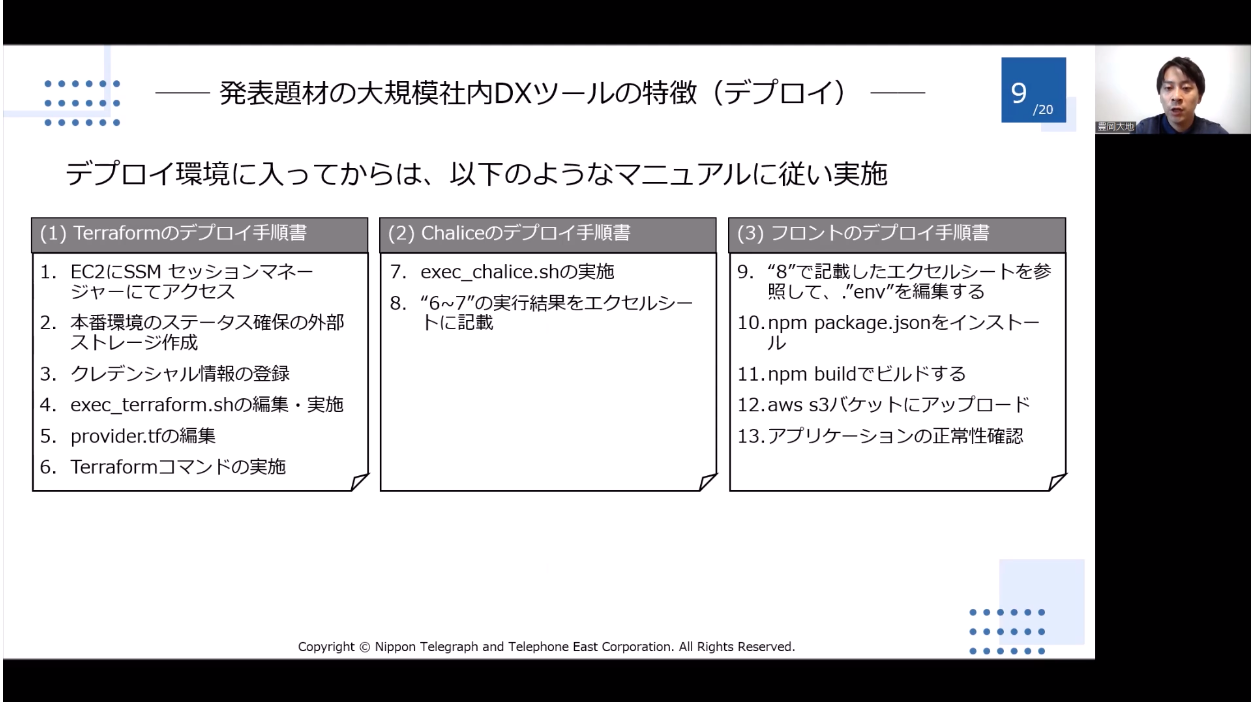 発表題材の大規模社内DXツールの特徴（デプロイ）
9
/20
豊岡大地
デプロイ環境に入ってからは、以下のようなマニュアルに従い実施
(1) Terraformのデプロイ手順書
1. EC2にSSM セッションマネー
ジャーにてアクセス
2. 本番環境のステータス確保の外部
ストレージ作成
3. クレデンシャル情報の登録
4. exec_terraform.shの編集・実施
5. provider.tfの編集
6. Terraformコマンドの実施
(2) Chaliceのデプロイ手順書
7. exec_chalice.shの実施
8. “6~7”の実行結果をエクセルシー
トに記載
(3) フロントのデプロイ手順書
9. “8”で記載したエクセルシートを参
照して、.”env”を編集する
10.npm package.jsonをインストー
ル
11.npm buildでビルドする
12.aws s3バケットにアップロード
13.アプリケーションの正常性確認
Copyright © Nippon Telegraph and Telephone East Corporation. All Rights Reserved.